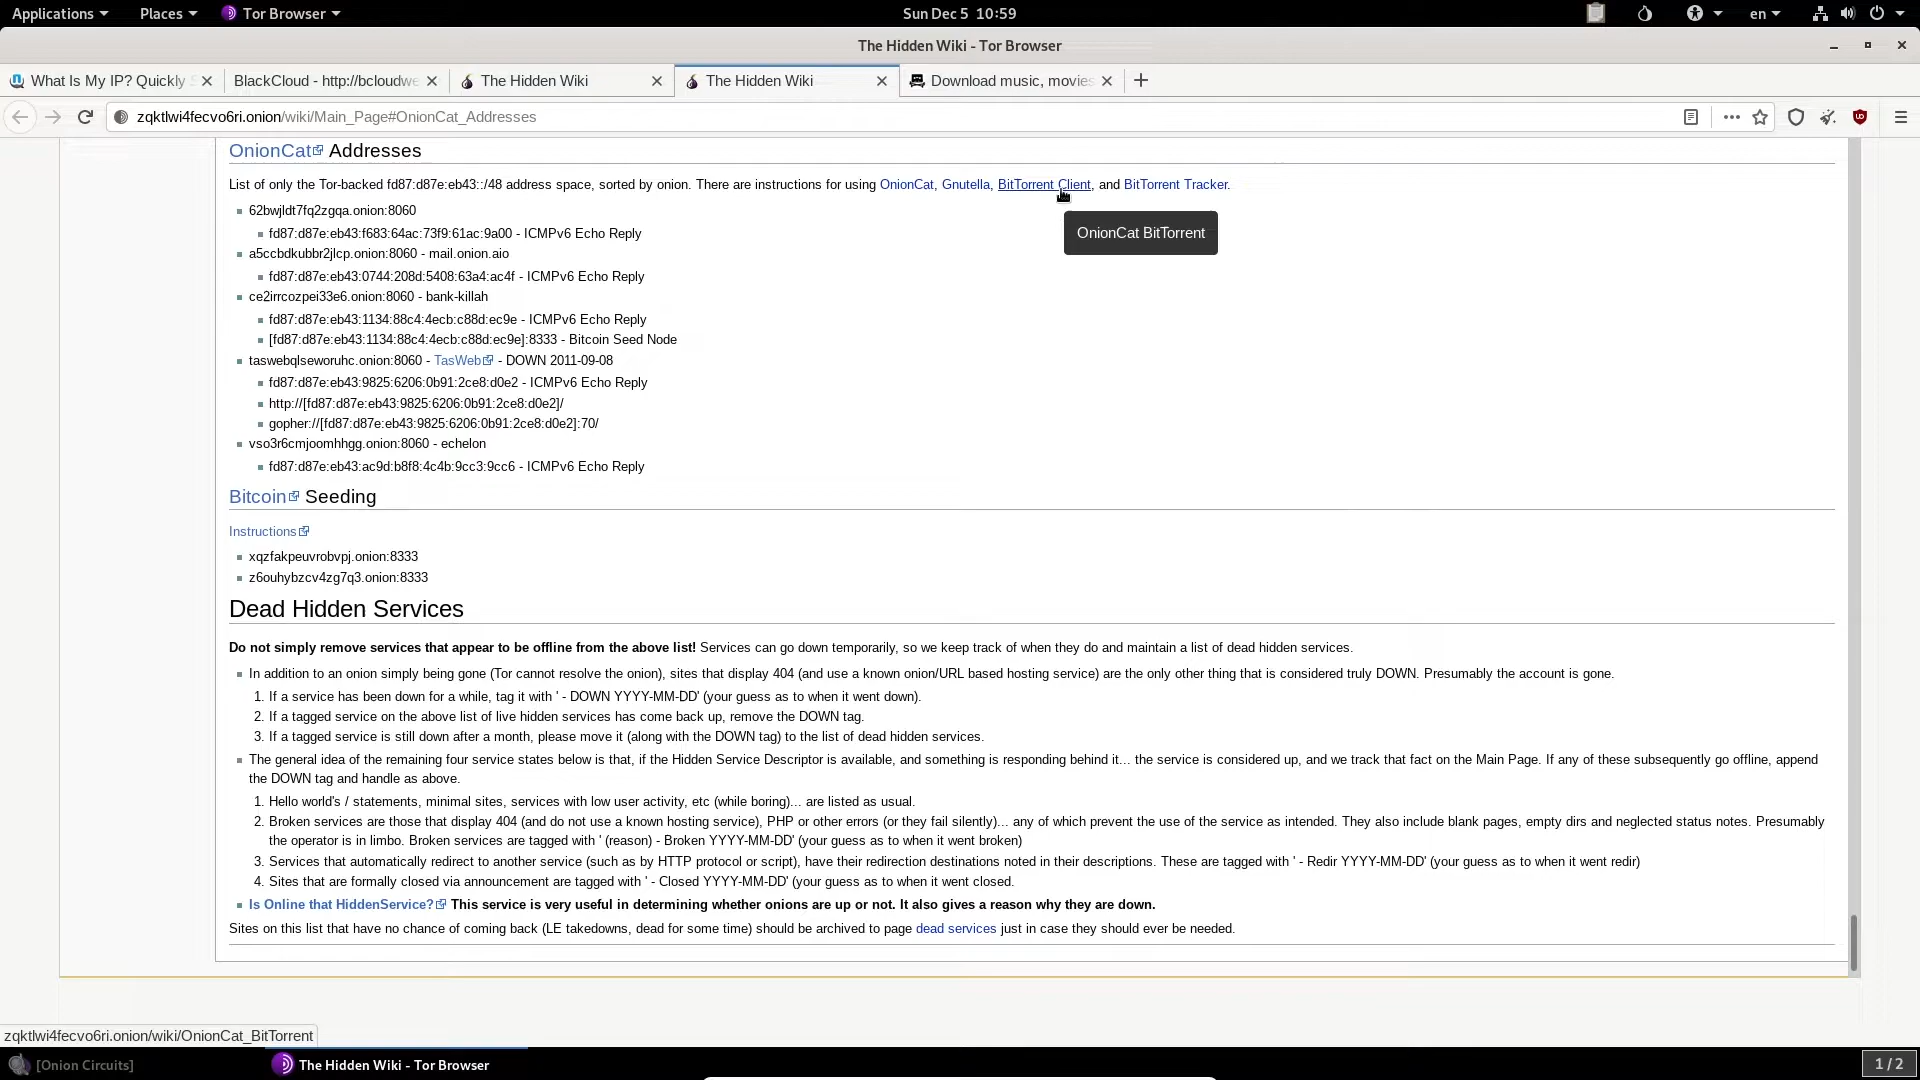 Applications Places Tor Browser Sun Dec 5 10:59 en
The Hidden Wiki - Tor Browser
What Is My IP? Quickly BlackCloud - http://bcloudwe The Hidden Wiki The Hidden Wiki Download music, movies
zqktlwi4fecvo6ri.onion/wiki/Main_Page#OnionCat_Addresses
OnionCat Addresses
List of only the Tor-backed fd87:d87e:eb43::/48 address space, sorted by onion. There are instructions for using OnionCat, Gnutella, BitTorrent Client, and BitTorrent Tracker.
62bwjldt7fq2zgqa.onion:8060
fd87:d87e:eb43:f683:64ac:73f9:61ac:9a00 - ICMPv6 Echo Reply
OnionCat BitTorrent
a5ccbdkubbr2jlcp.onion:8060 - mail.onion.aio
fd87:d87e:eb43:0744:208d:5408:63a4:ac4f - ICMPv6 Echo Reply
ce2irrcozpei33e6.onion:8060 - bank-killah
fd87:d87e:eb43:1134:88c4:4ecb:c88d:ec9e - ICMPv6 Echo Reply
[fd87:d87e:eb43:1134:88c4:4ecb:c88d:ec9e]:8333 - Bitcoin Seed Node
taswebqlseworuhc.onion:8060 - TasWeb - DOWN 2011-09-08
fd87:d87e:eb43:9825:6206:0b91:2ce8:d0e2 - ICMPv6 Echo Reply
http://[fd87:d87e:eb43:9825:6206:0b91:2ce8:d0e2]/
gopher://[fd87:d87e:eb43:9825:6206:0b91:2ce8:d0e2]:70/
vso3r6cmjoomhhgg.onion:8060 - echelon
fd87:d87e:eb43:ac9d:b8f8:4c4b:9cc3:9cc6 - ICMPv6 Echo Reply
Bitcoin Seeding
Instructions
xqzfakpeuvrobvpj.onion:8333
z6ouhybzcv4zg7q3.onion:8333
Dead Hidden Services
Do not simply remove services that appear to be offline from the above list! Services can go down temporarily, so we keep track of when they do and maintain a list of dead hidden services.
In addition to an onion simply being gone (Tor cannot resolve the onion), sites that display 404 (and use a known onion/URL based hosting service) are the only other thing that is considered truly DOWN. Presumably the account is gone.
1. If a service has been down for a while, tag it with ' - DOWN YYYY-MM-DD' (your guess as to when it went down).
2. If a tagged service on the above list of live hidden services has come back up, remove the DOWN tag.
3. If a tagged service is still down after a month, please move it (along with the DOWN tag) to the list of dead hidden services.
The general idea of the remaining four service states below is that, if the Hidden Service Descriptor is available, and something is responding behind it... the service is considered up, and we track that fact on the Main Page. If any of these subsequently go offline, append
the DOWN tag and handle as above.
1. Hello world's / statements, minimal sites, services with low user activity, etc (while boring)... are listed as usual.
2. Broken services are those that display 404 (and do not use a known hosting service), PHP or other errors (or they fail silently)... any of which prevent the use of the service as intended. They also include blank pages, empty dirs and neglected status notes. Presumably
the operator is in limbo. Broken services are tagged with ' (reason) - Broken YYYY-MM-DD' (your guess as to when it went broken)
3. Services that automatically redirect to another service (such as by HTTP protocol or script), have their redirection destinations noted in their descriptions. These are tagged with ' - Redir YYYY-MM-DD' (your guess as to when it went redir)
4. Sites that are formally closed via announcement are tagged with ' - Closed YYYY-MM-DD' (your guess as to when it went closed.
Is Online that HiddenService? This service is very useful in determining whether onions are up or not. It also gives a reason why they are down.
Sites on this list that have no chance of coming back (LE takedowns, dead for some time) should be archived to page dead services just in case they should ever be needed.
zqktlwi4fecvo6ri.onion/wiki/OnionCat_BitTorrent
[Onion Circuits] The Hidden Wiki - Tor Browser 1 / 2